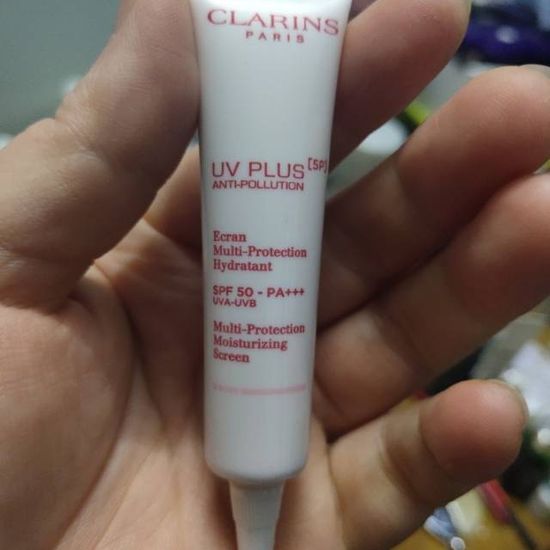 CLARINS
PARIS
UV PLUS [5P]
ANTI-POLLUTION
Ecran
Multi-Protection
Hydratant
SPF 50 - PA+++
UVA-UVB
Multi-Protection
Moisturizing
Screen